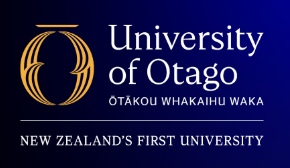 University
of Otago
ŌTĀKOU WHAKAIHU WAKA
NEW ZEALAND'S FIRST UNIVERSITY